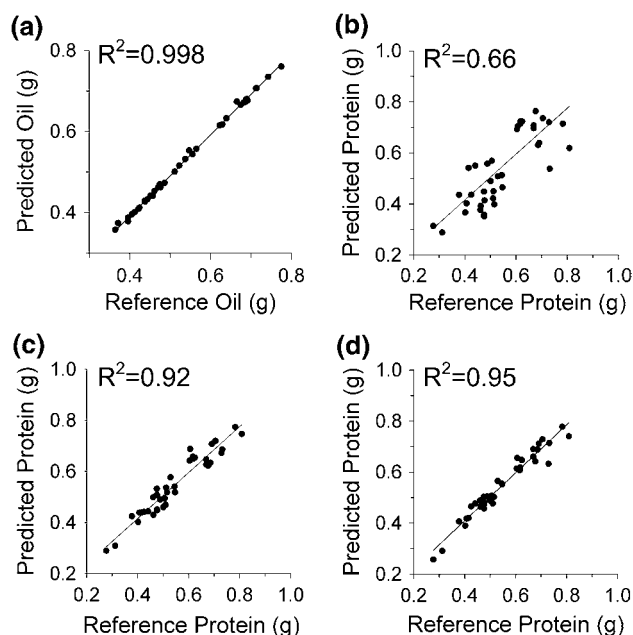 (a)
R²=0.998
0.8
0.6
0.4
Predicted Oil (g)
0.4 0.6 0.8
Reference Oil (g)
(b)
R²=0.66
1.0
0.8
0.6
0.4
0.2
Predicted Protein (g)
0.2 0.4 0.6 0.8 1.0
Reference Protein (g)
(c)
R²=0.92
1.0
0.8
0.6
0.4
0.2
Predicted Protein (g)
0.2 0.4 0.6 0.8 1.0
Reference Protein (g)
(d)
R²=0.95
1.0
0.8
0.6
0.4
0.2
Predicted Protein (g)
0.2 0.4 0.6 0.8 1.0
Reference Protein (g)